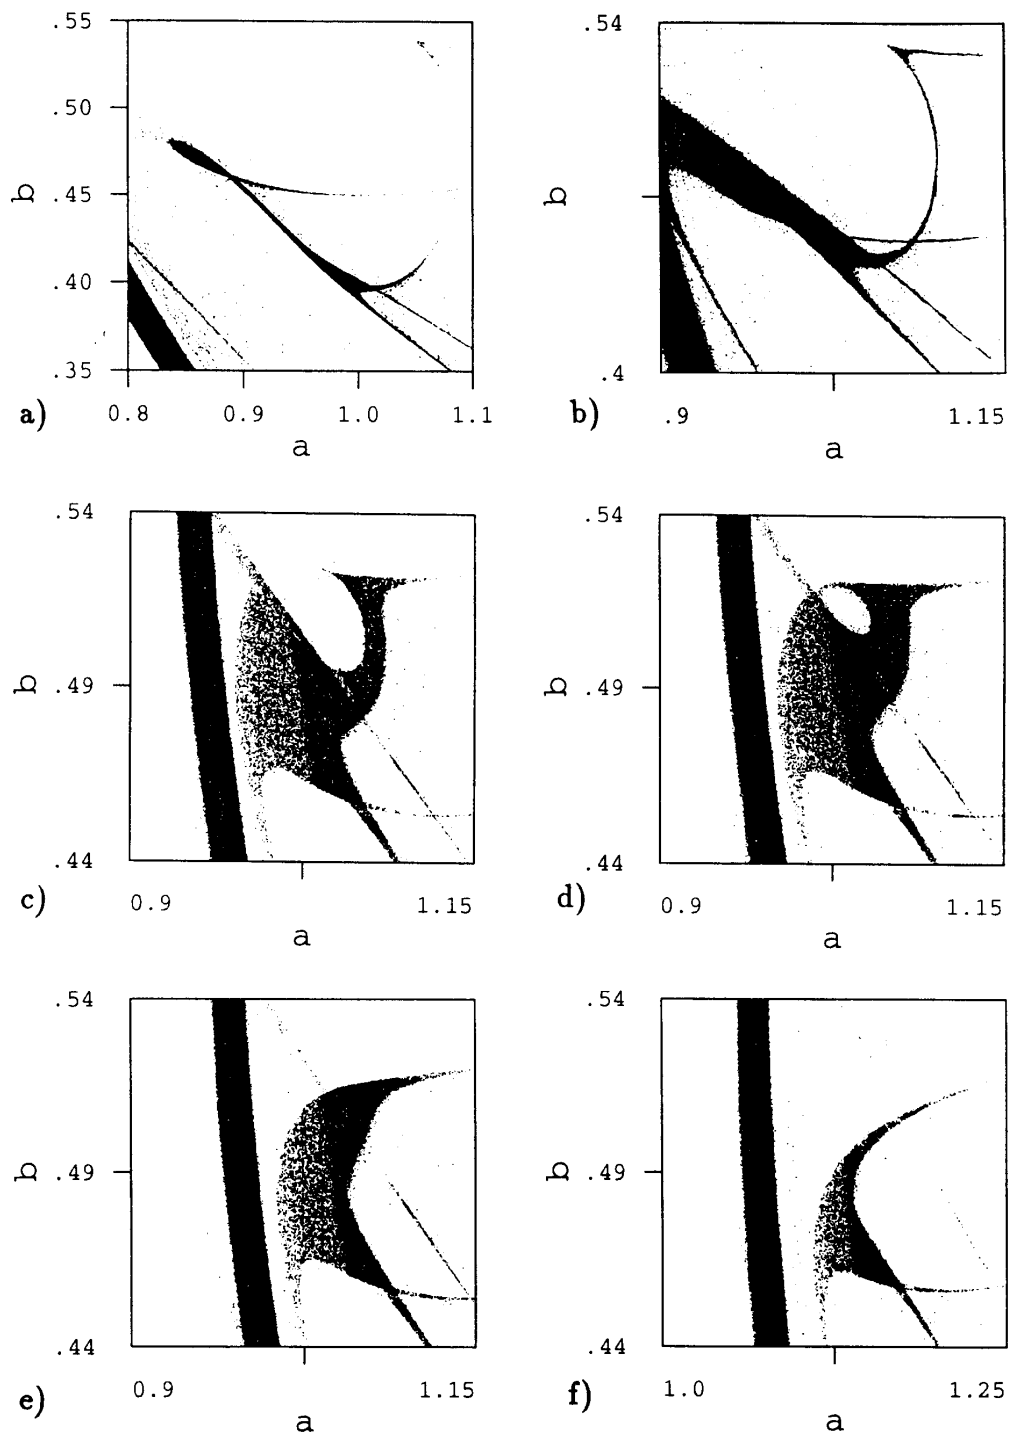 .55
.50
b
.45
.40
.35
a) 0.8 0.9 1.0 1.1
a
.54
b
.4
b) .9 1.15
a
.54
b .49
.44
c) 0.9 1.15
a
.54
b .49
.44
d) 0.9 1.15
a
.54
b .49
.44
e) 0.9 1.15
a
.54
b .49
.44
f) 1.0 1.25
a